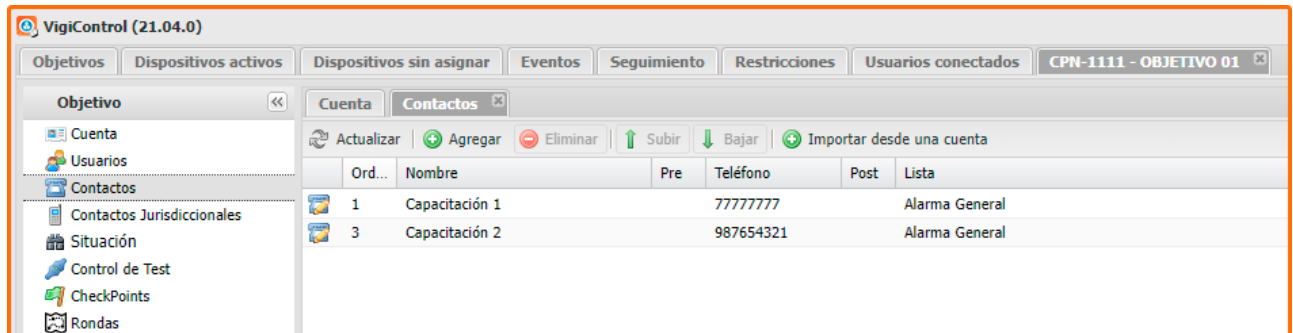 VigiControl (21.04.0)
Objetivos Dispositivos activos Dispositivos sin asignar Eventos Seguimiento Restricciones Usuarios conectados CPN-1111 - OBJETIVO 01
Objetivo Cuenta Contactos
Cuenta Actualizar Agregar Eliminar Subir Bajar Importar desde una cuenta
Usuarios
Ord... Nombre Pre Teléfono Post Lista
Contactos
1 Capacitación 1 77777777 Alarma General
Contactos Jurisdiccionales
3 Capacitación 2 987654321 Alarma General
Situación
Control de Test
CheckPoints
Rondas